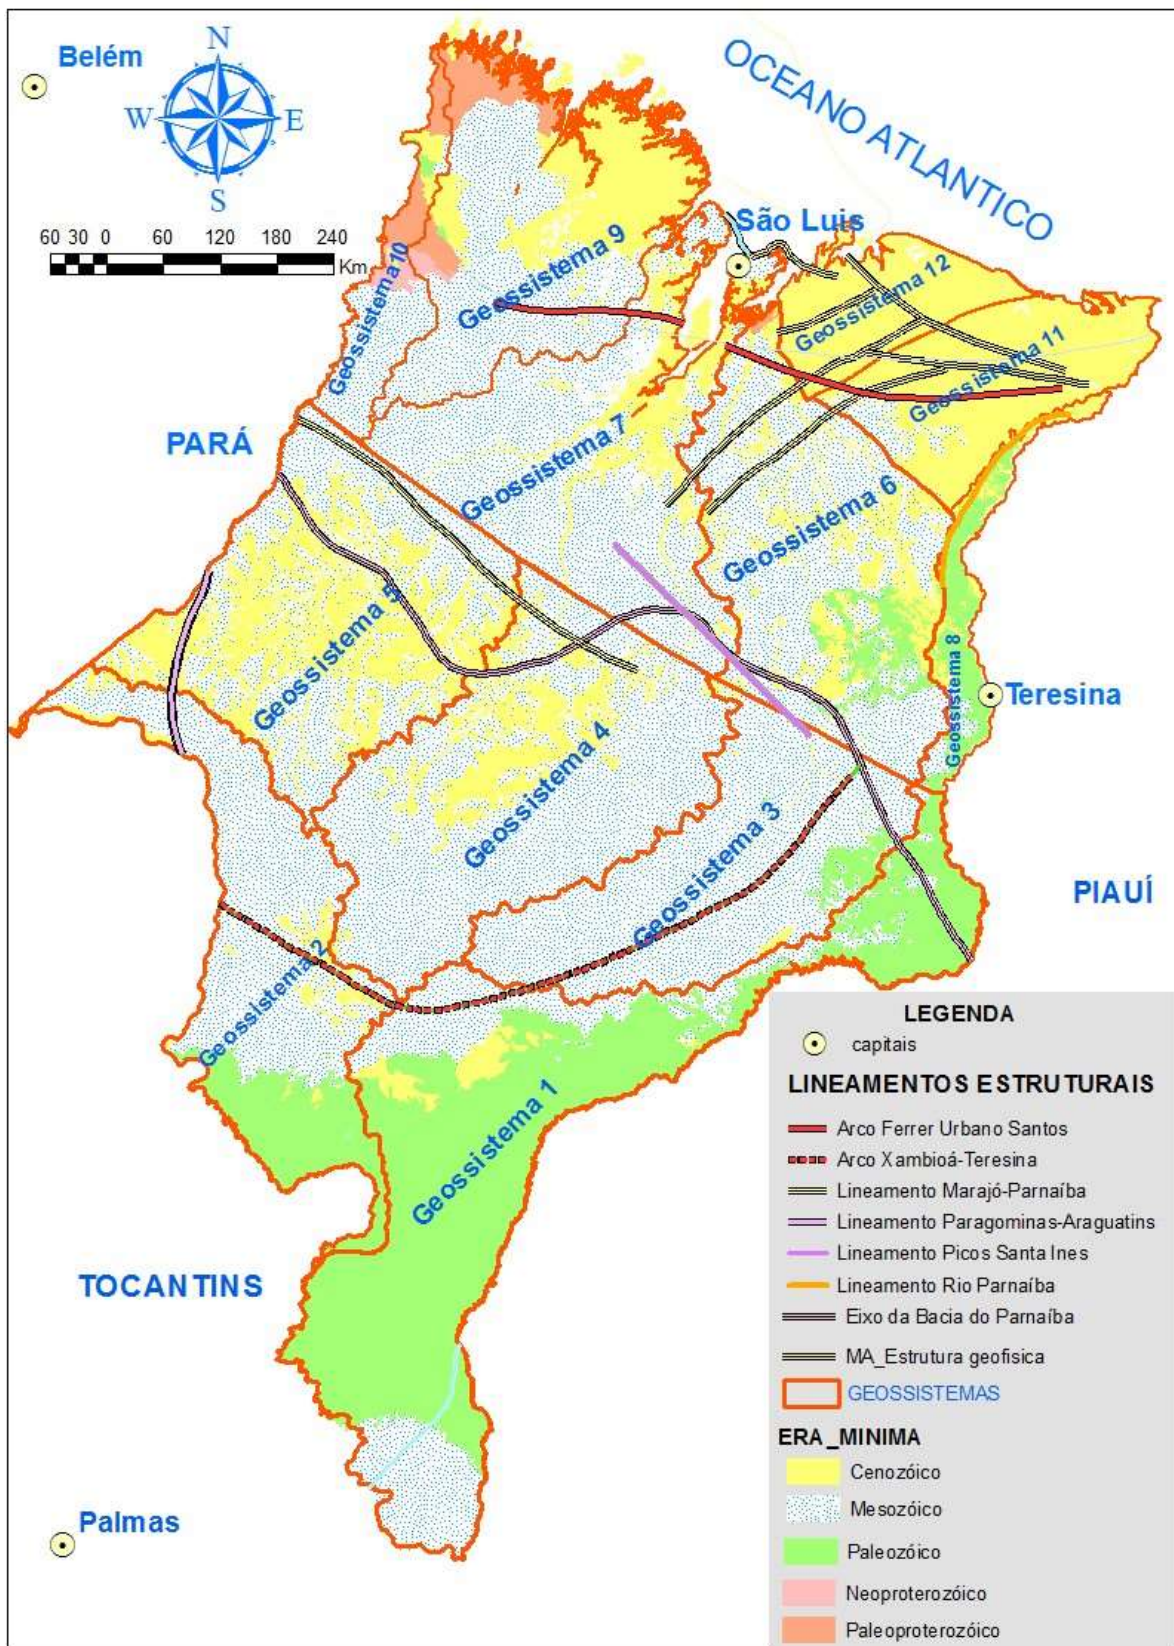 Belém
N
W E
S
OCEANO ATLANTICO
60 30 0 60 120 180 240
Km
São Luis
Geossistema 9
Geossistema 10
Geossistema 12
Geossistema 11
PARÁ
Geossistema 7
Geossistema 6
Geossistema 5
Geossistema 8
Teresina
Geossistema 4
Geossistema 3
PIAUÍ
Geossistema 2
Geossistema 1
TOCANTINS
Palmas
LEGENDA
capitais
LINEAMENTOS ESTRUTURAIS
Arco Ferrer Urbano Santos
Arco Xambioá-Teresina
Lineamento Marajó-Parnaíba
Lineamento Paragominas-Araguatins
Lineamento Picos Santa Ines
Lineamento Rio Parnaíba
Eixo da Bacia do Parnaíba
MA_Estrutura geofisica
GEOSSISTEMAS
ERA_MINIMA
Cenozóico
Mesozóico
Paleozóico
Neoproterozóico
Paleoproterozóico